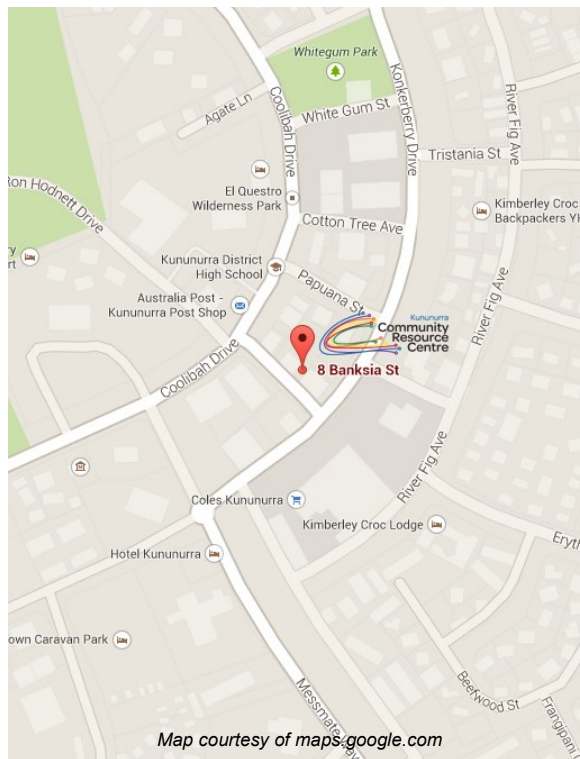 Whitegum Park
Coolibah Drive
Konkerberry Drive
River Fig Ave
Agate Ln
White Gum St
Tristania St
El Questro
Wilderness Park
Kimberley Croc
Backpackers YH
Ron Hodnett Drive
Cotton Tree Ave
Kununurra District
High School
Papuana St
River Fig Ave
Australia Post -
Kununurra Post Shop
Kununurra
Community
Resource
Centre
8 Banksia St
Coolibah Drive
River Fig Ave
Coles Kununurra
Kimberley Croc Lodge
Hotel Kununurra
own Caravan Park
Beefwood St
Frangipani
Map courtesy of maps.google.com